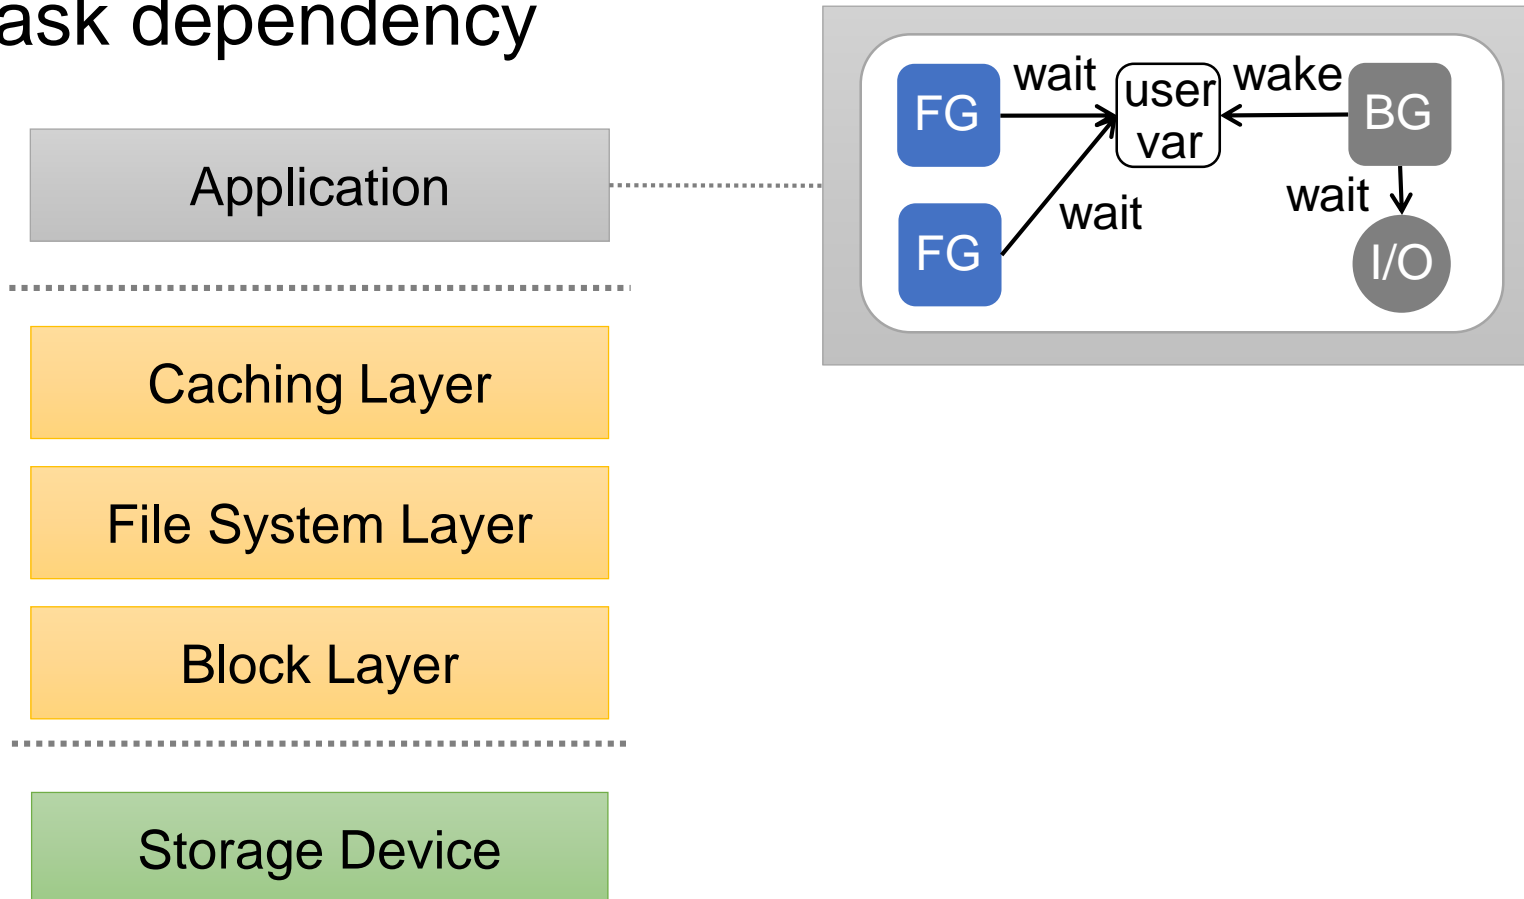 ask dependency
Application
Caching Layer
File System Layer
Block Layer
Storage Device
FG
wait
user
var
wake
BG
FG
wait
wait
I/O